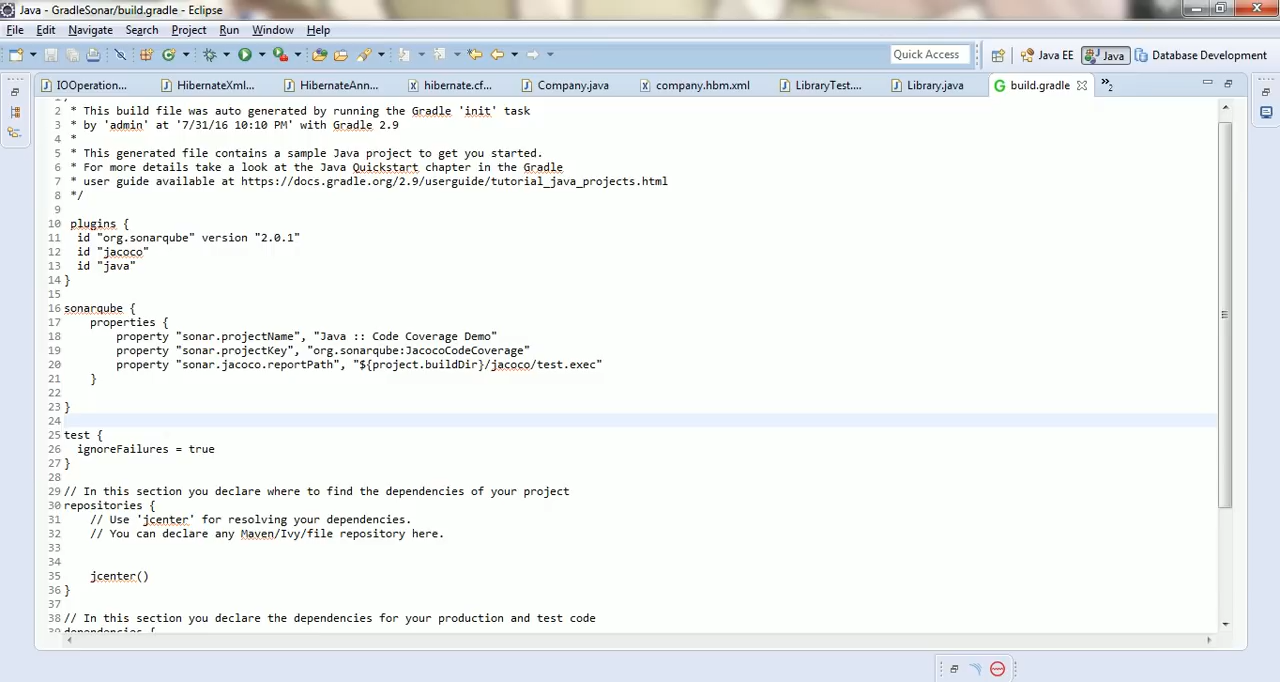 Java - GradleSonar/build.gradle - Eclipse
File Edit Navigate Search Project Run Window Help
Quick Access Java EE Java Database Development
IOOperation... HibernateXml... HibernateAnn... hibernate.cf... Company.java company.hbm.xml LibraryTest.... Library.java build.gradle »2
2 * This build file was auto generated by running the Gradle 'init' task
3 * by 'admin' at '7/31/16 10:10 PM' with Gradle 2.9
4 *
5 * This generated file contains a sample Java project to get you started.
6 * For more details take a look at the Java Quickstart chapter in the Gradle
7 * user guide available at https://docs.gradle.org/2.9/userguide/tutorial_java_projects.html
8 */
9
10 plugins {
11 id "org.sonarqube" version "2.0.1"
12 id "jacoco"
13 id "java"
14 }
15
16 sonarqube {
17 properties {
18 property "sonar.projectName", "Java :: Code Coverage Demo"
19 property "sonar.projectKey", "org.sonarqube:JacocoCodeCoverage"
20 property "sonar.jacoco.reportPath", "${project.buildDir}/jacoco/test.exec"
21 }
22
23 }
24
25 test {
26 ignoreFailures = true
27 }
28
29 // In this section you declare where to find the dependencies of your project
30 repositories {
31 // Use 'jcenter' for resolving your dependencies.
32 // You can declare any Maven/Ivy/file repository here.
33
34
35 jcenter()
36 }
37
38 // In this section you declare the dependencies for your production and test code
39 dependencies {